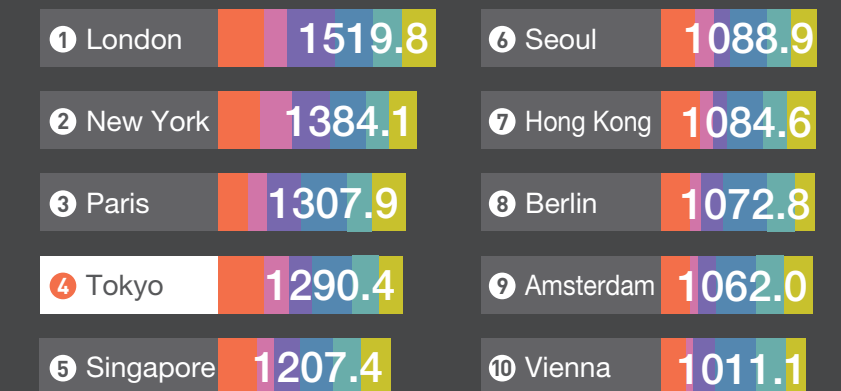 1 London 1519.8
2 New York 1384.1
3 Paris 1307.9
4 Tokyo 1290.4
5 Singapore 1207.4
6 Seoul 1088.9
7 Hong Kong 1084.6
8 Berlin 1072.8
9 Amsterdam 1062.0
10 Vienna 1011.1